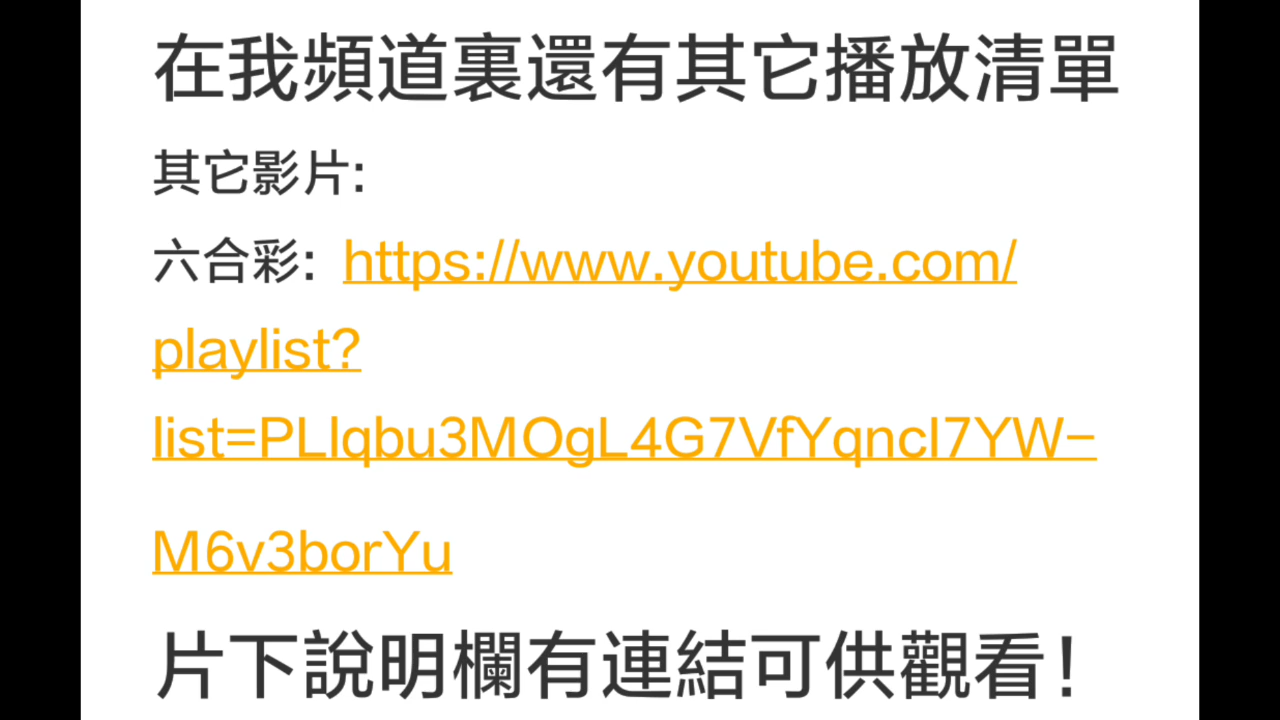 在我頻道裏還有其它播放清單
其它影片:
六合彩: https://www.youtube.com/
playlist?
list=PLlqbu3MOgL4G7VfYqncl7YW-
M6v3borYu
片下說明欄有連結可供觀看!